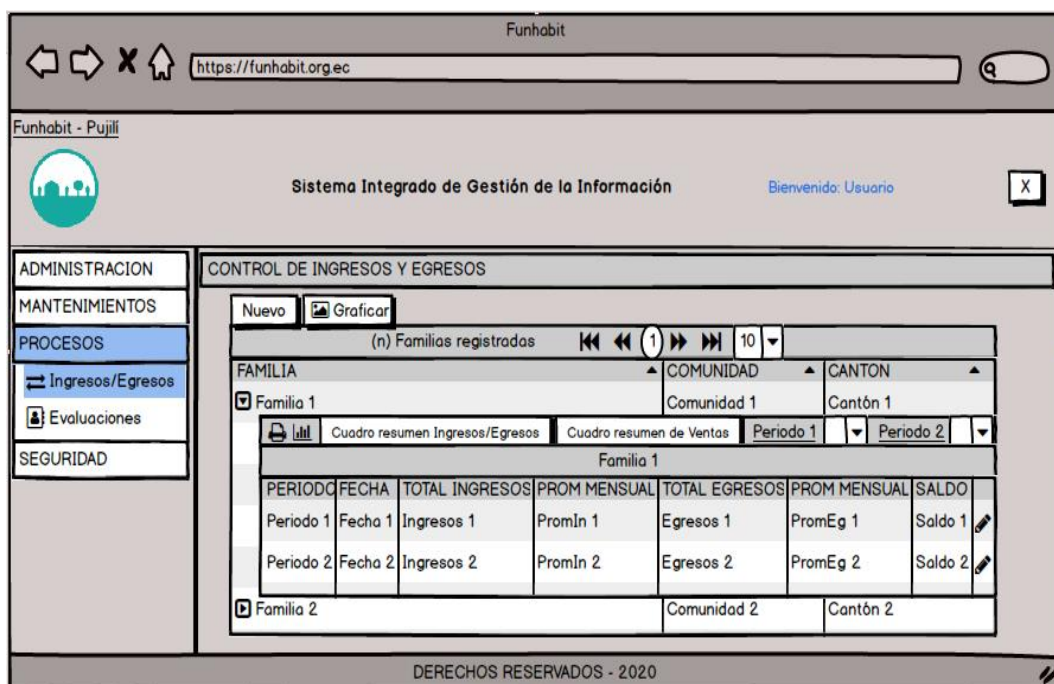 Funhabit
https://funhabit.org.ec
Funhabit - Pujilí
Sistema Integrado de Gestión de la Información
Bienvenido: Usuario
X
ADMINISTRACION
MANTENIMIENTOS
PROCESOS
Ingresos/Egresos
Evaluaciones
SEGURIDAD
CONTROL DE INGRESOS Y EGRESOS
Nuevo Graficar
(n) Familias registradas 1 10
FAMILIA COMUNIDAD CANTON
Familia 1 Comunidad 1 Cantón 1
Cuadro resumen Ingresos/Egresos Cuadro resumen de Ventas Periodo 1 Periodo 2
Familia 1
PERIODO FECHA TOTAL INGRESOS PROM MENSUAL TOTAL EGRESOS PROM MENSUAL SALDO
Periodo 1 Fecha 1 Ingresos 1 PromIn 1 Egresos 1 PromEg 1 Saldo 1
Periodo 2 Fecha 2 Ingresos 2 PromIn 2 Egresos 2 PromEg 2 Saldo 2
Familia 2 Comunidad 2 Cantón 2
DERECHOS RESERVADOS - 2020